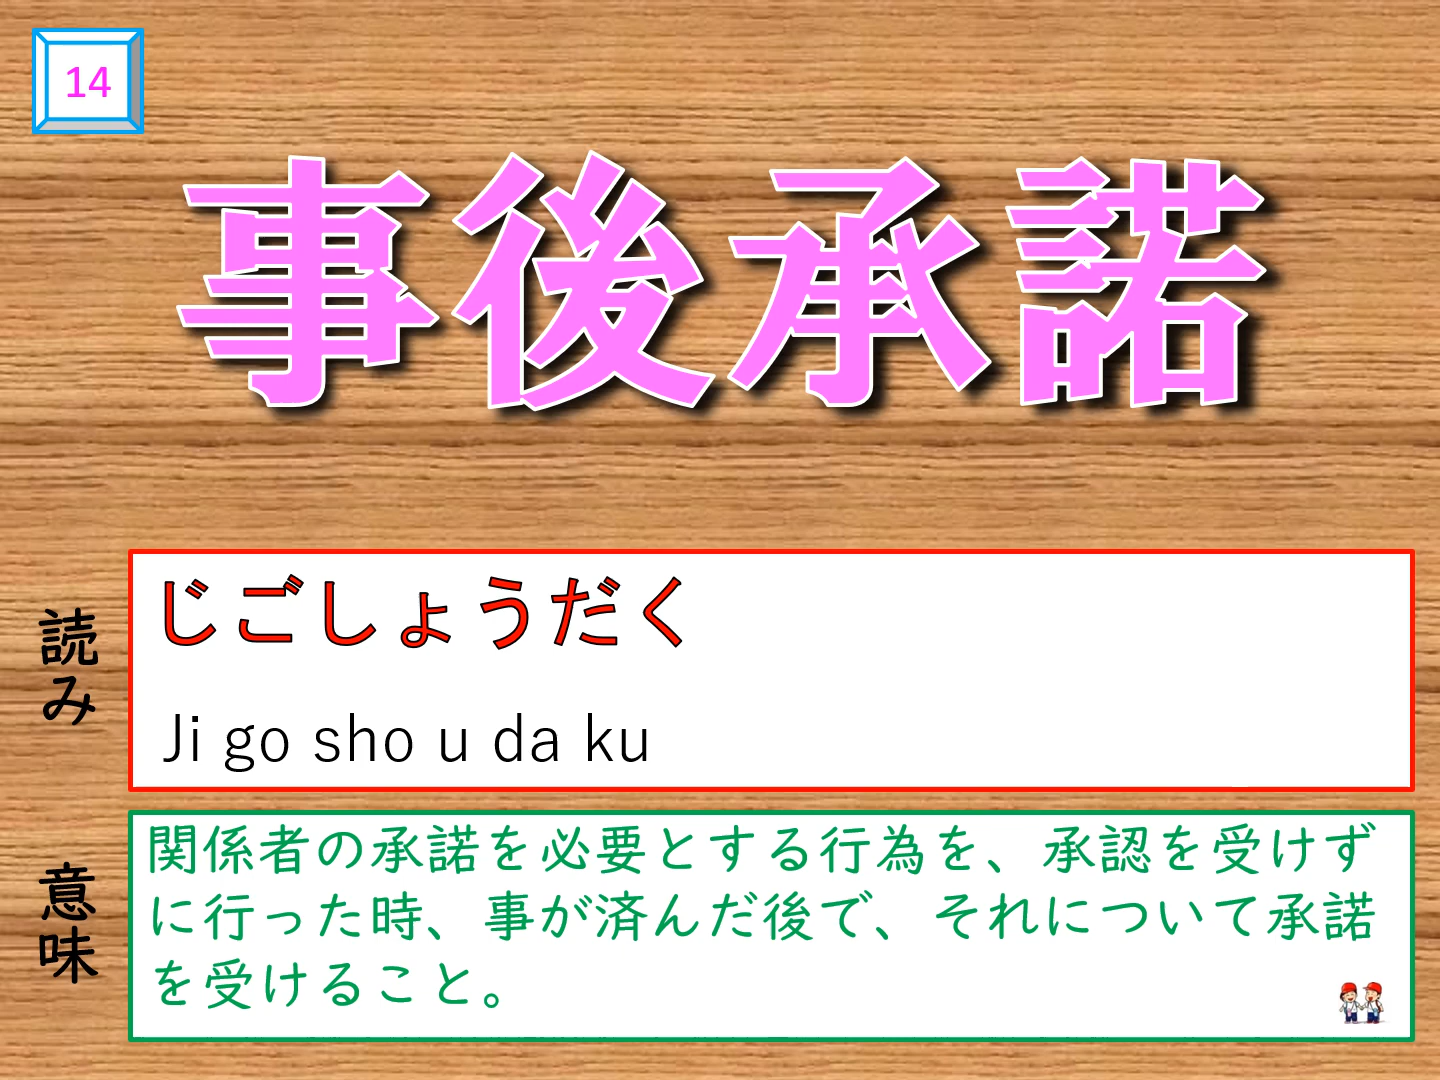 14
事後承諾
読み
じごしょうだく
Ji go sho u da ku
意味
関係者の承諾を必要とする行為を、承認を受けず
に行った時、事が済んだ後で、それについて承諾
を受けること。